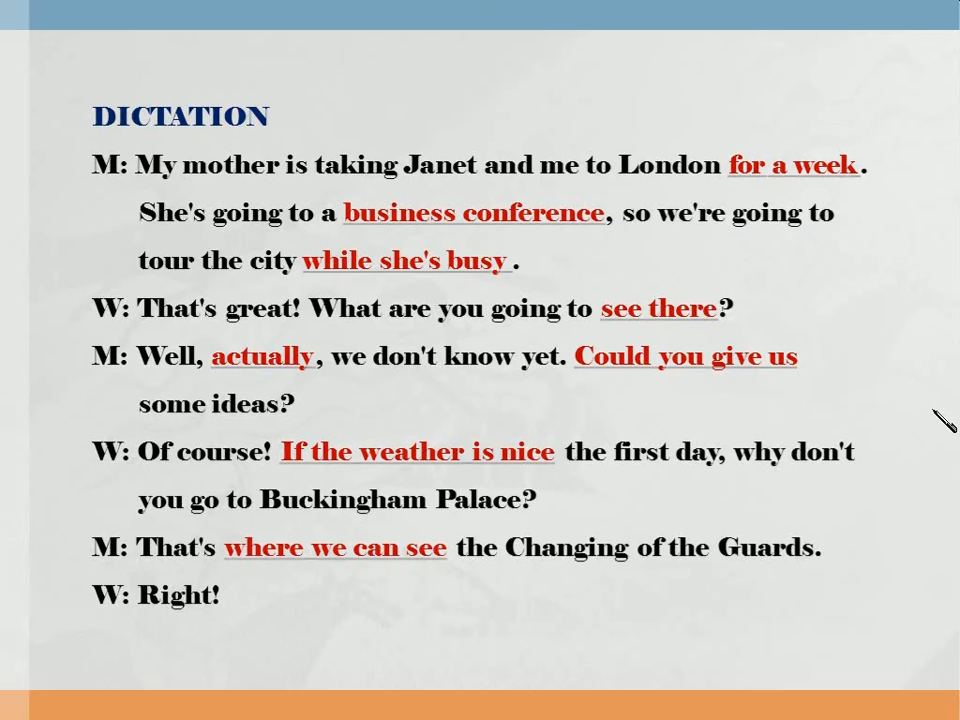 DICTATION
M: My mother is taking Janet and me to London for a week.
She's going to a business conference, so we're going to
tour the city while she's busy.
W: That's great! What are you going to see there?
M: Well, actually, we don't know yet. Could you give us
some ideas?
W: Of course! If the weather is nice the first day, why don't
you go to Buckingham Palace?
M: That's where we can see the Changing of the Guards.
W: Right!